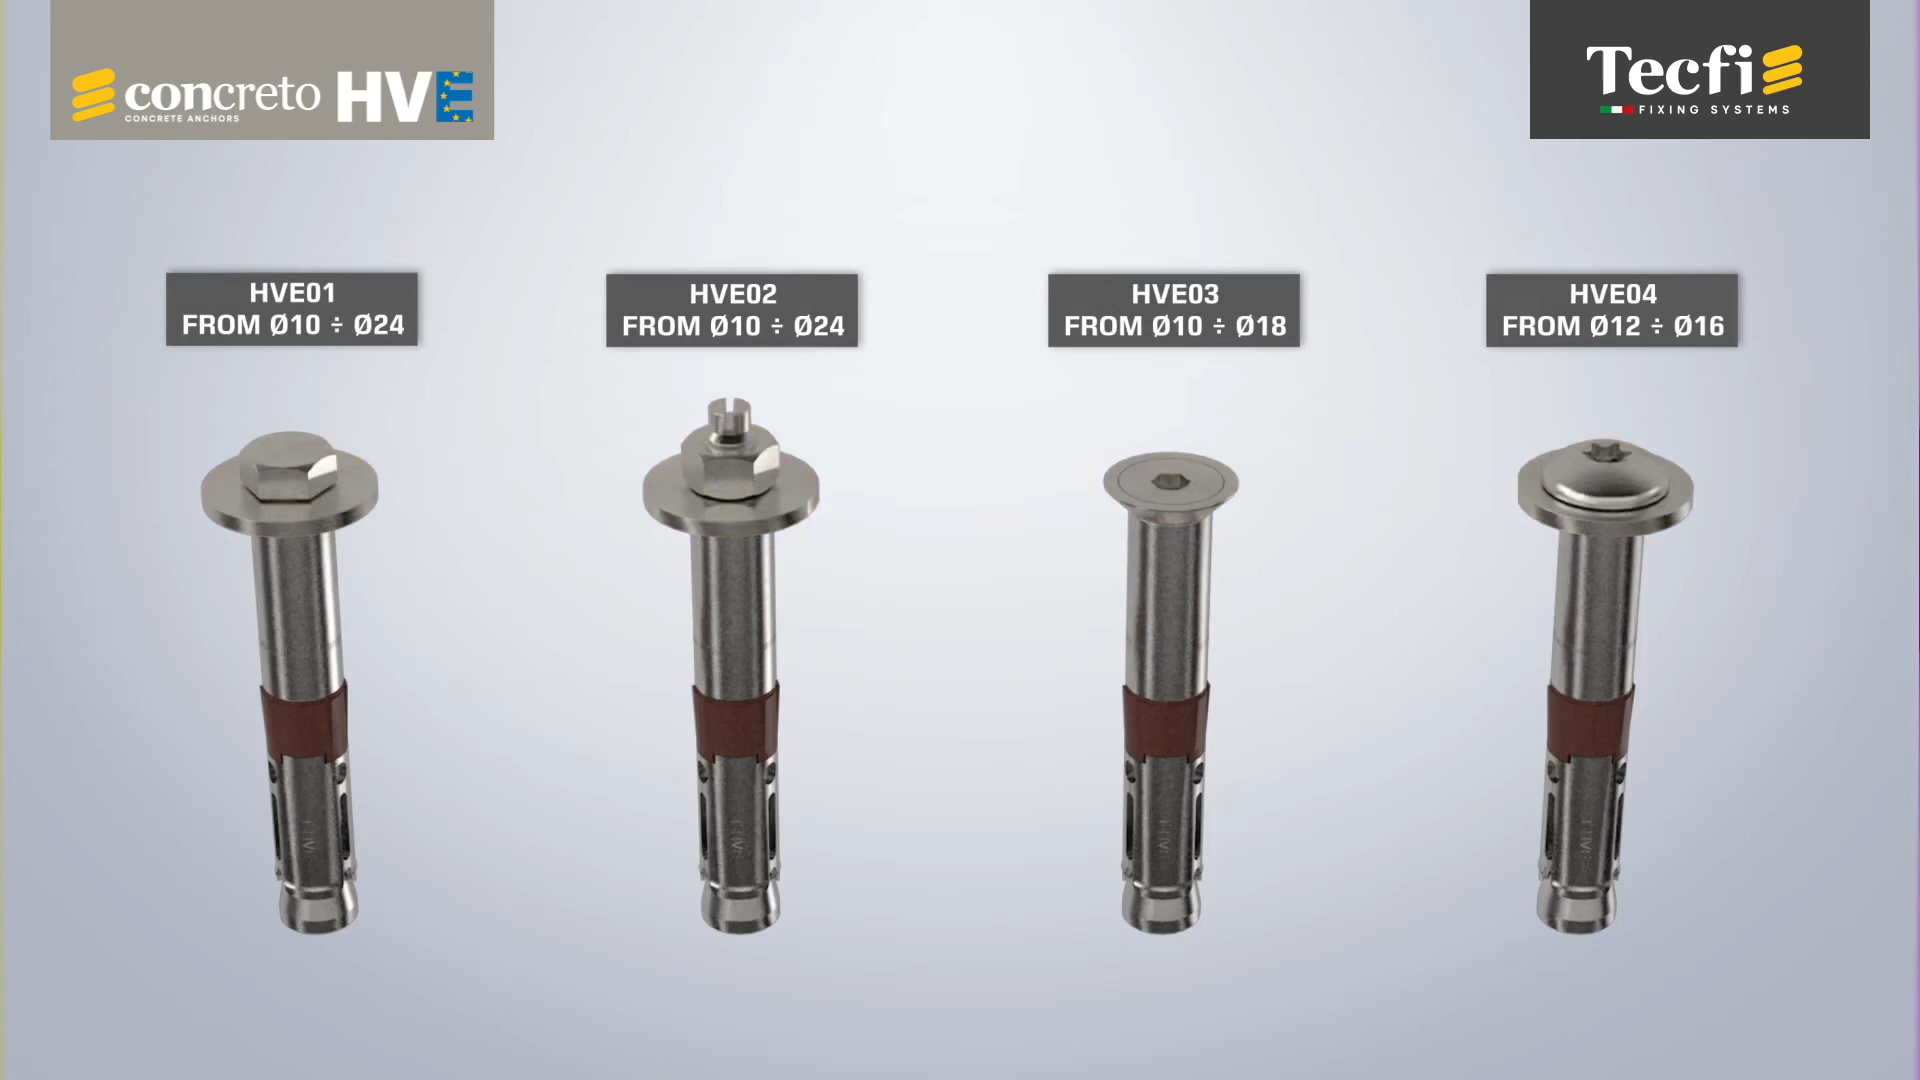 concreto HVE
CONCRETE ANCHORS
Tecfi
FIXING SYSTEMS
HVE01
FROM Ø10 ÷ Ø24
HVE02
FROM Ø10 ÷ Ø24
HVE03
FROM Ø10 ÷ Ø18
HVE04
FROM Ø12 ÷ Ø16